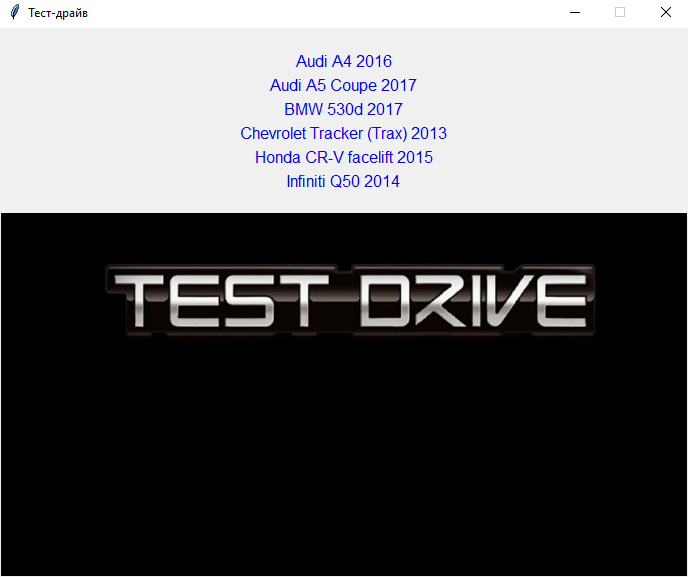 Тест-драйв
Audi A4 2016
Audi A5 Coupe 2017
BMW 530d 2017
Chevrolet Tracker (Trax) 2013
Honda CR-V facelift 2015
Infiniti Q50 2014
TEST DRIVE